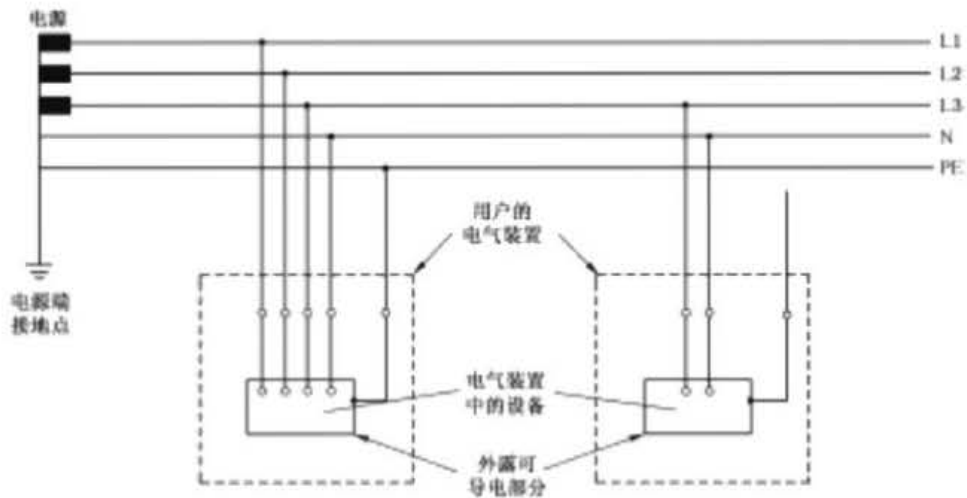 电源
L1
L2
L3
N
PE
用户的
电气装置
电源端
接地点
电气装置
中的设备
外露可
导电部分